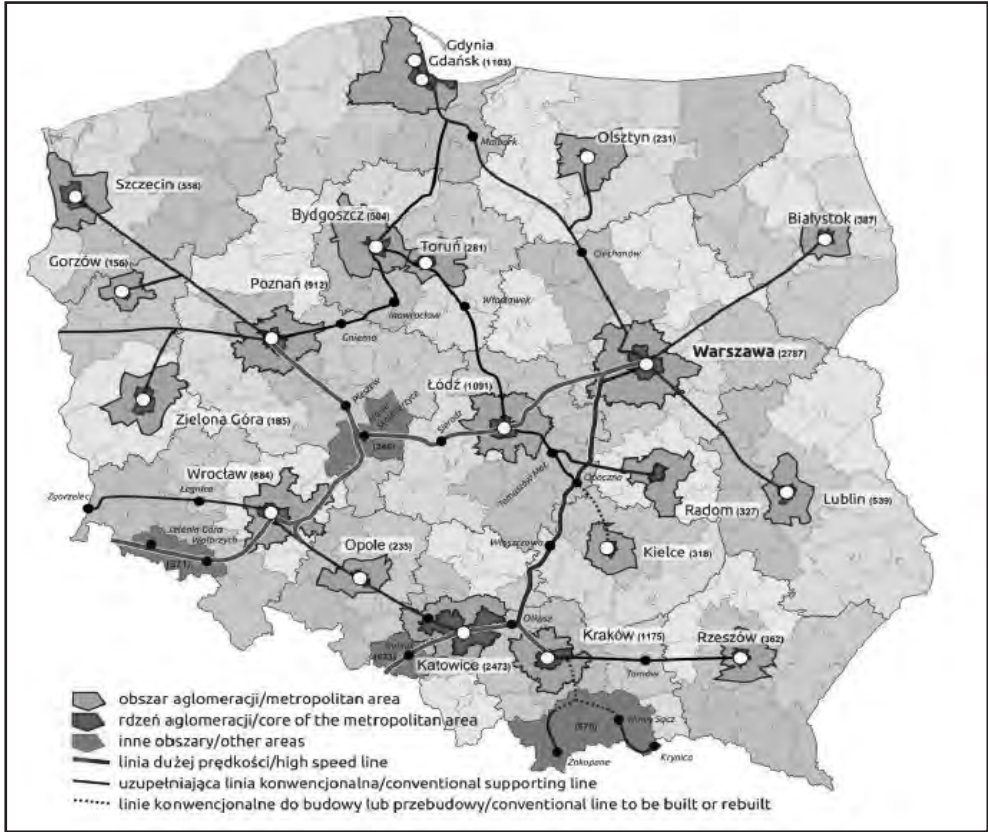 Gdynia
Gdańsk (1103)
Malbork
Olsztyn (231)
Szczecin (558)
Bydgoszcz (504)
Toruń (281)
Białystok (387)
Ciechanów
Gorzów (156)
Poznań (912)
Inowrocław
Włocławek
Gniezno
Warszawa (2787)
Łódź (1091)
Pleszew
Zielona Góra (185)
Sieradz
(346)
Wrocław (884)
Tomaszów Maz.
Opoczno
Zgorzelec
Legnica
Radom (327)
Lublin (539)
Jelenia Góra
Wałbrzych
Włoszczowa
Opole (235)
Kielce (318)
(571)
Olkusz
Kraków (1175)
Rzeszów (362)
Katowice (2473)
Tarnów
Nowy Sącz
Zakopane
Krynica
obszar aglomeracji/metropolitan area
rdzeń aglomeracji/core of the metropolitan area
inne obszary/other areas
linia dużej prędkości/high speed line
uzupełniająca linia konwencjonalna/conventional supporting line
linie konwencjonalne do budowy lub przebudowy/conventional line to be built or rebuilt